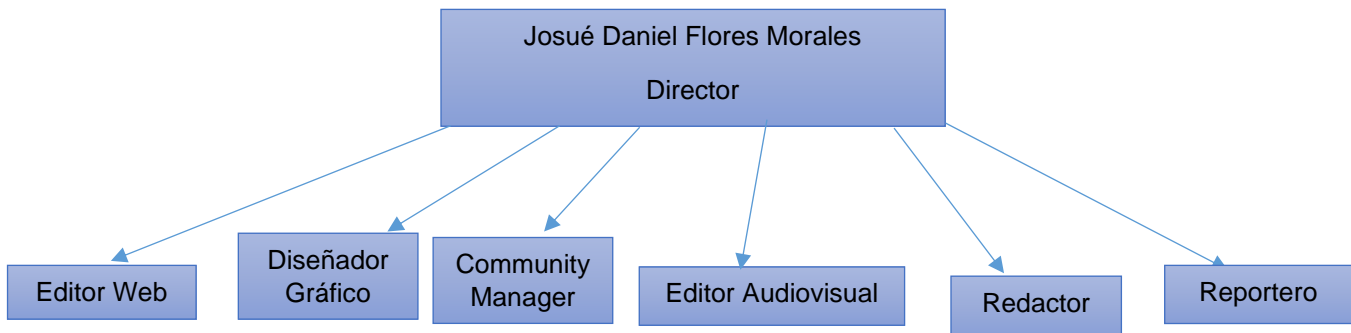 Josué Daniel Flores Morales
Director
Editor Web
Diseñador
Gráfico
Community
Manager
Editor Audiovisual
Redactor
Reportero